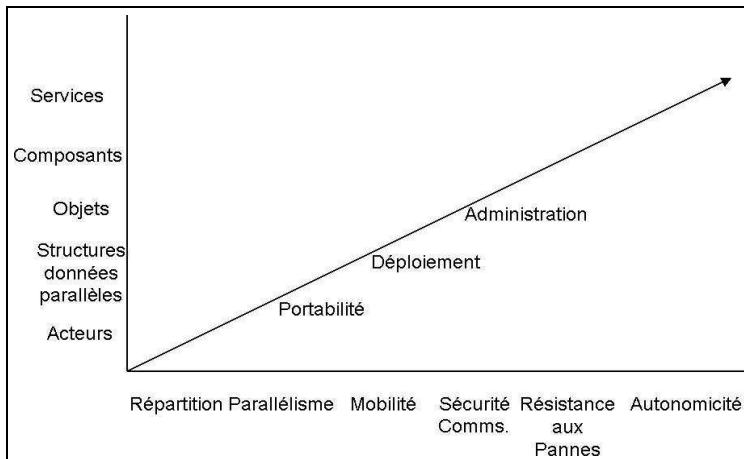 Services
Composants
Objets
Structures
données
parallèles
Acteurs
Administration
Déploiement
Portabilité
Répartition Parallélisme Mobilité Sécurité Résistance Autonomicité
Comms. aux
Pannes